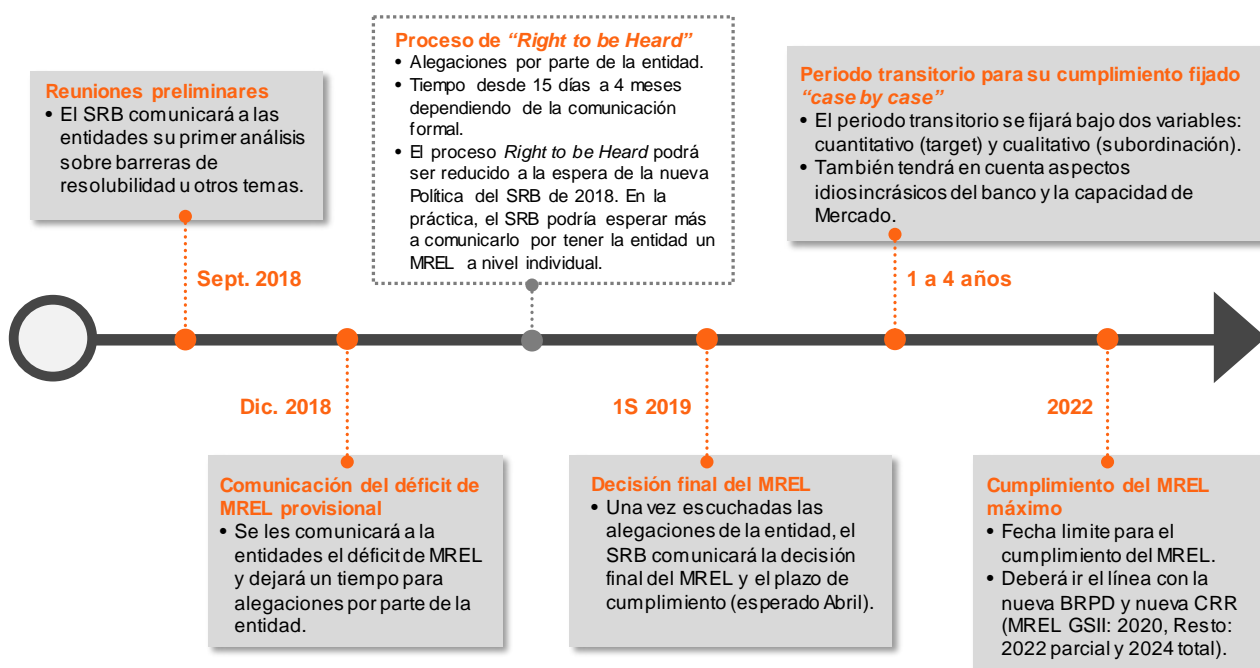 Reuniones preliminares
• El SRB comunicará a las
entidades su primer análisis
sobre barreras de
resolubilidad u otros temas.
Sept. 2018
Dic. 2018
Comunicación del déficit de
MREL provisional
• Se les comunicará a la
entidades el déficit de MREL
y dejará un tiempo para
alegaciones por parte de la
entidad.
Proceso de “Right to be Heard”
• Alegaciones por parte de la entidad.
• Tiempo desde 15 días a 4 meses
dependiendo de la comunicación
formal.
• El proceso Right to be Heard podrá
ser reducido a la espera de la nueva
Política del SRB de 2018. En la
práctica, el SRB podría esperar más
a comunicarlo por tener la entidad un
MREL a nivel individual.
1S 2019
Decisión final del MREL
• Una vez escuchadas las
alegaciones de la entidad, el
SRB comunicará la decisión
final del MREL y el plazo de
cumplimiento (esperado Abril).
Periodo transitorio para su cumplimiento fijado
“case by case”
• El periodo transitorio se fijará bajo dos variables:
cuantitativo (target) y cualitativo (subordinación).
• También tendrá en cuenta aspectos
idiosincrásicos del banco y la capacidad de
Mercado.
1 a 4 años
2022
Cumplimiento del MREL
máximo
• Fecha limite para el
cumplimiento del MREL.
• Deberá ir el línea con la
nueva BRPD y nueva CRR
(MREL GSII: 2020, Resto:
2022 parcial y 2024 total).